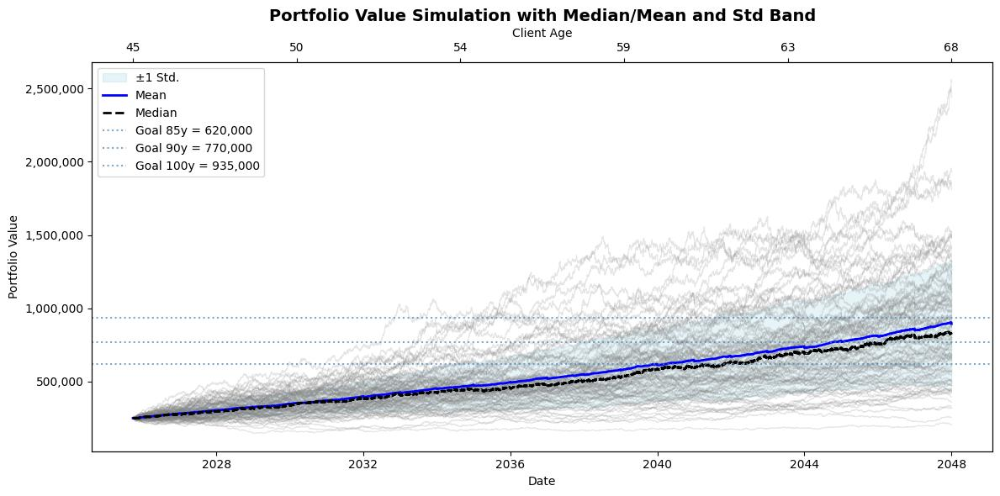 Portfolio Value Simulation with Median/Mean and Std Band
Client Age
45 50 54 59 63 68
±1 Std.
Mean
Median
Goal 85y = 620,000
Goal 90y = 770,000
Goal 100y = 935,000
Portfolio Value
2,500,000
2,000,000
1,500,000
1,000,000
500,000
2028 2032 2036 2040 2044 2048
Date